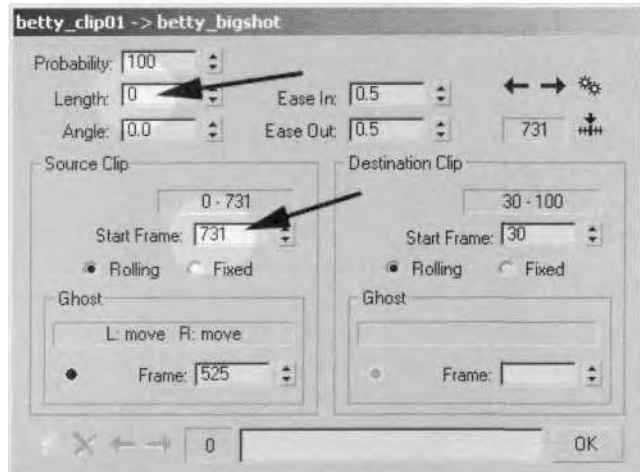 betty_clip01 -> betty_bigshot
Probability: 100
Length: 0 Ease In: 0.5
Angle: 0.0 Ease Out: 0.5 731
Source Clip Destination Clip
0 - 731 30 - 100
Start Frame: 731 Start Frame: 30
Rolling Fixed Rolling Fixed
Ghost Ghost
L: move R: move
Frame: 525 Frame:
0 OK